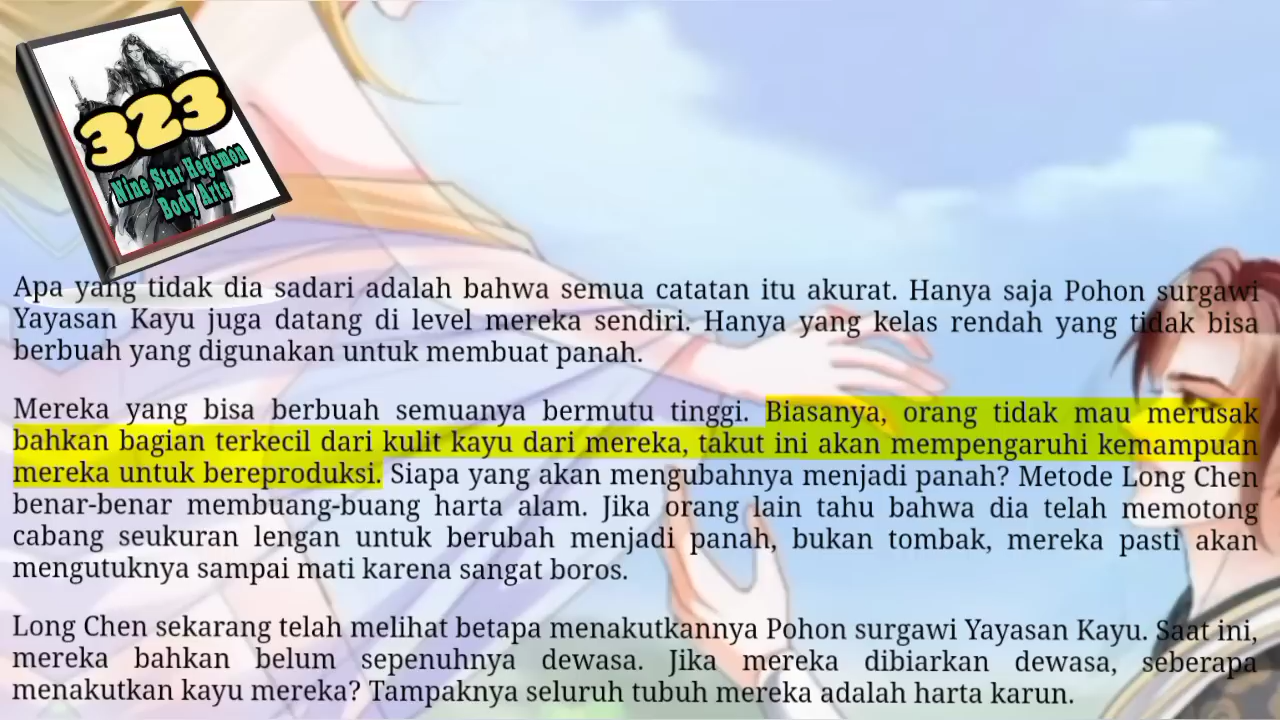 323
Nine Star Hegemon
Body Arts
Apa yang tidak dia sadari adalah bahwa semua catatan itu akurat. Hanya saja Pohon surgawi
Yayasan Kayu juga datang di level mereka sendiri. Hanya yang kelas rendah yang tidak bisa
berbuah yang digunakan untuk membuat panah.
Mereka yang bisa berbuah semuanya bermutu tinggi. Biasanya, orang tidak mau merusak
bahkan bagian terkecil dari kulit kayu dari mereka, takut ini akan mempengaruhi kemampuan
mereka untuk bereproduksi. Siapa yang akan mengubahnya menjadi panah? Metode Long Chen
benar-benar membuang-buang harta alam. Jika orang lain tahu bahwa dia telah memotong
cabang seukuran lengan untuk berubah menjadi panah, bukan tombak, mereka pasti akan
mengutuknya sampai mati karena sangat boros.
Long Chen sekarang telah melihat betapa menakutkannya Pohon surgawi Yayasan Kayu. Saat ini,
mereka bahkan belum sepenuhnya dewasa. Jika mereka dibiarkan dewasa, seberapa
menakutkan kayu mereka? Tampaknya seluruh tubuh mereka adalah harta karun.